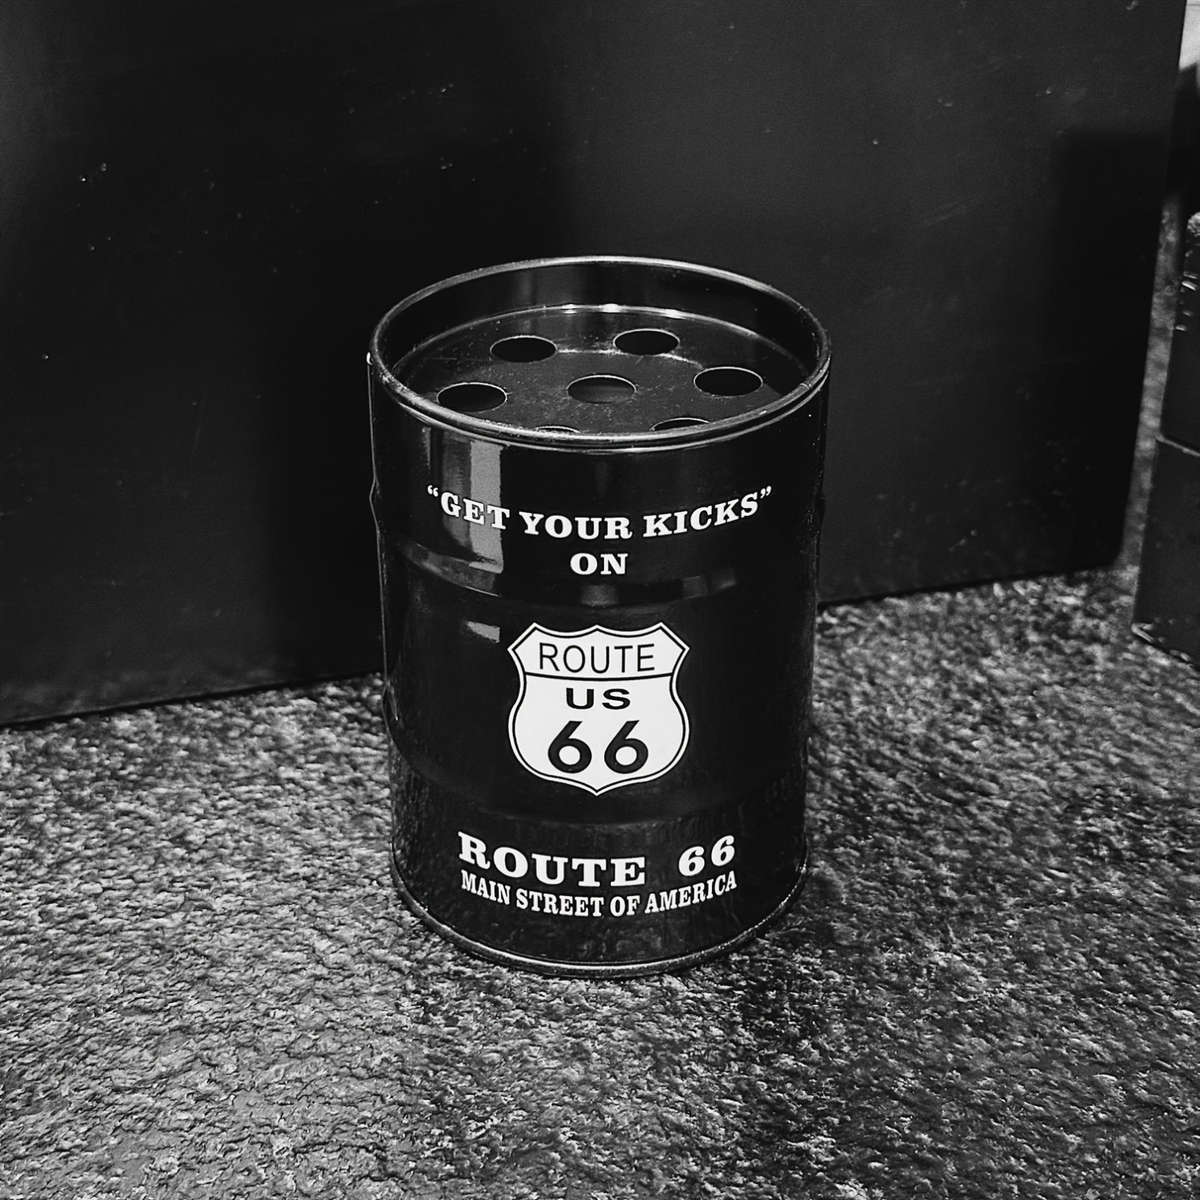 “GET YOUR KICKS”
ON
ROUTE
US
66
ROUTE 66
MAIN STREET OF AMERICA